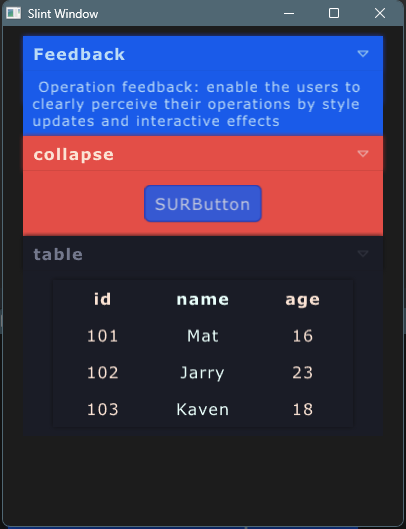 Slint Window
Feedback
Operation feedback: enable the users to
clearly perceive their operations by style
updates and interactive effects
collapse
SURButton
table
id name age
101 Mat 16
102 Jarry 23
103 Kaven 18